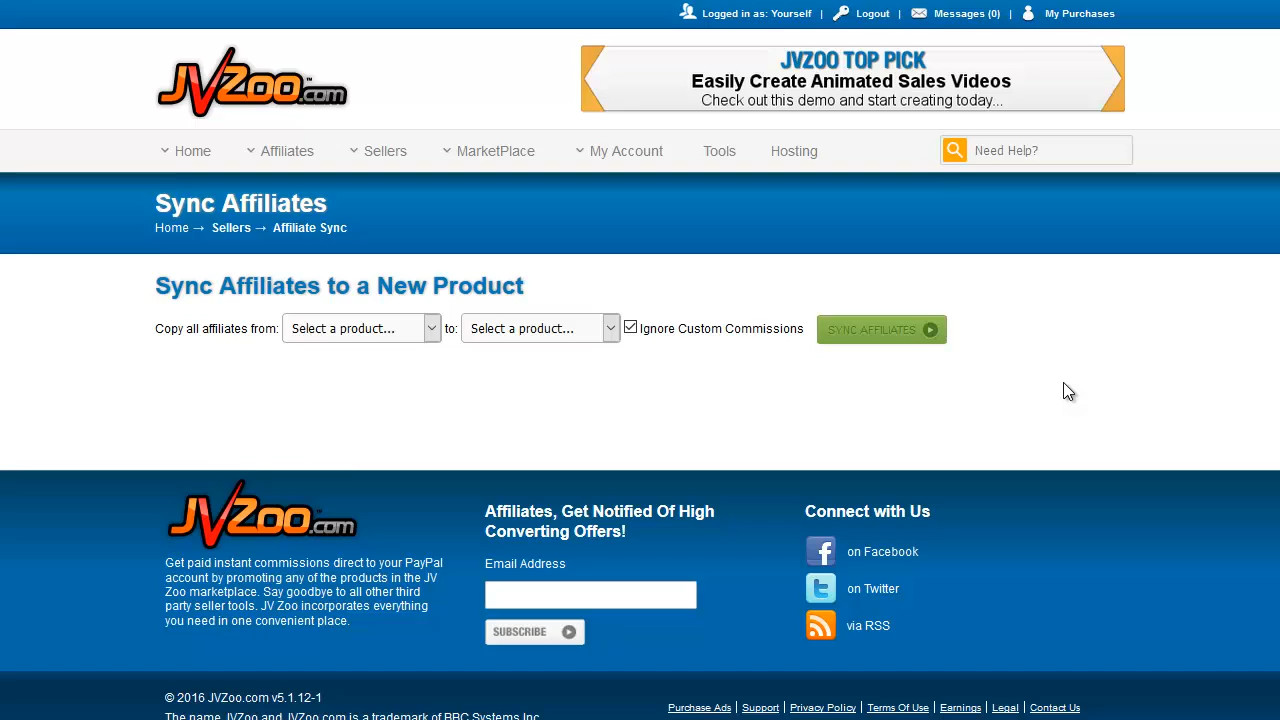 Logged in as: Yourself | Logout | Messages (0) | My Purchases
JVZoo.com™
JVZOO TOP PICK
Easily Create Animated Sales Videos
Check out this demo and start creating today...
Home Affiliates Sellers MarketPlace My Account Tools Hosting Need Help?
Sync Affiliates
Home → Sellers → Affiliate Sync
Sync Affiliates to a New Product
Copy all affiliates from: Select a product... to: Select a product... Ignore Custom Commissions SYNC AFFILIATES
JVZoo.com
Get paid instant commissions direct to your PayPal
account by promoting any of the products in the JV
Zoo marketplace. Say goodbye to all other third
party seller tools. JV Zoo incorporates everything
you need in one convenient place.
Affiliates, Get Notified Of High
Converting Offers!
Email Address
SUBSCRIBE
Connect with Us
on Facebook
on Twitter
via RSS
© 2016 JVZoo.com v5.1.12-1
The name JVZoo and JVZoo.com is a trademark of BBC Systems Inc.
Purchase Ads | Support | Privacy Policy | Terms Of Use | Earnings | Legal | Contact Us